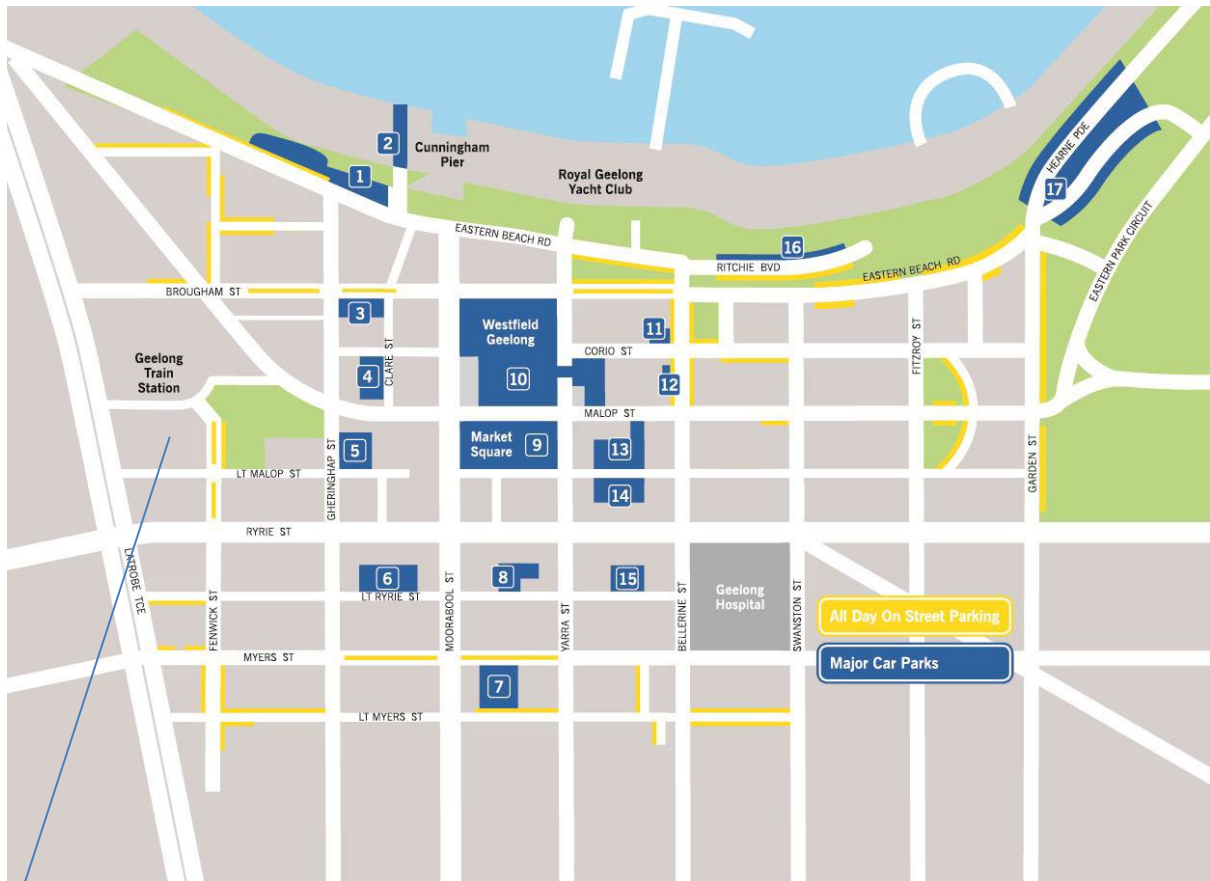 2
Cunningham
Pier
1
Royal Geelong
Yacht Club
HEARNE PDE
17
EASTERN BEACH RD
16
RITCHIE BVD
EASTERN BEACH RD
EASTERN PARK CIRCUIT
BROUGHAM ST
3
Westfield
Geelong
11
CORIO ST
CLARE ST
FITZROY ST
Geelong
Train
Station
4
10
12
MALOP ST
5
Market
Square
9
13
LT MALOP ST
GHERINGHAP ST
14
GARDEN ST
RYRIE ST
LATROBE TCE
6
8
15
LT RYRIE ST
FENWICK ST
MOORABOOL ST
YARRA ST
BELLERINE ST
Geelong
Hospital
SWANSTON ST
All Day On Street Parking
MYERS ST
Major Car Parks
7
LT MYERS ST